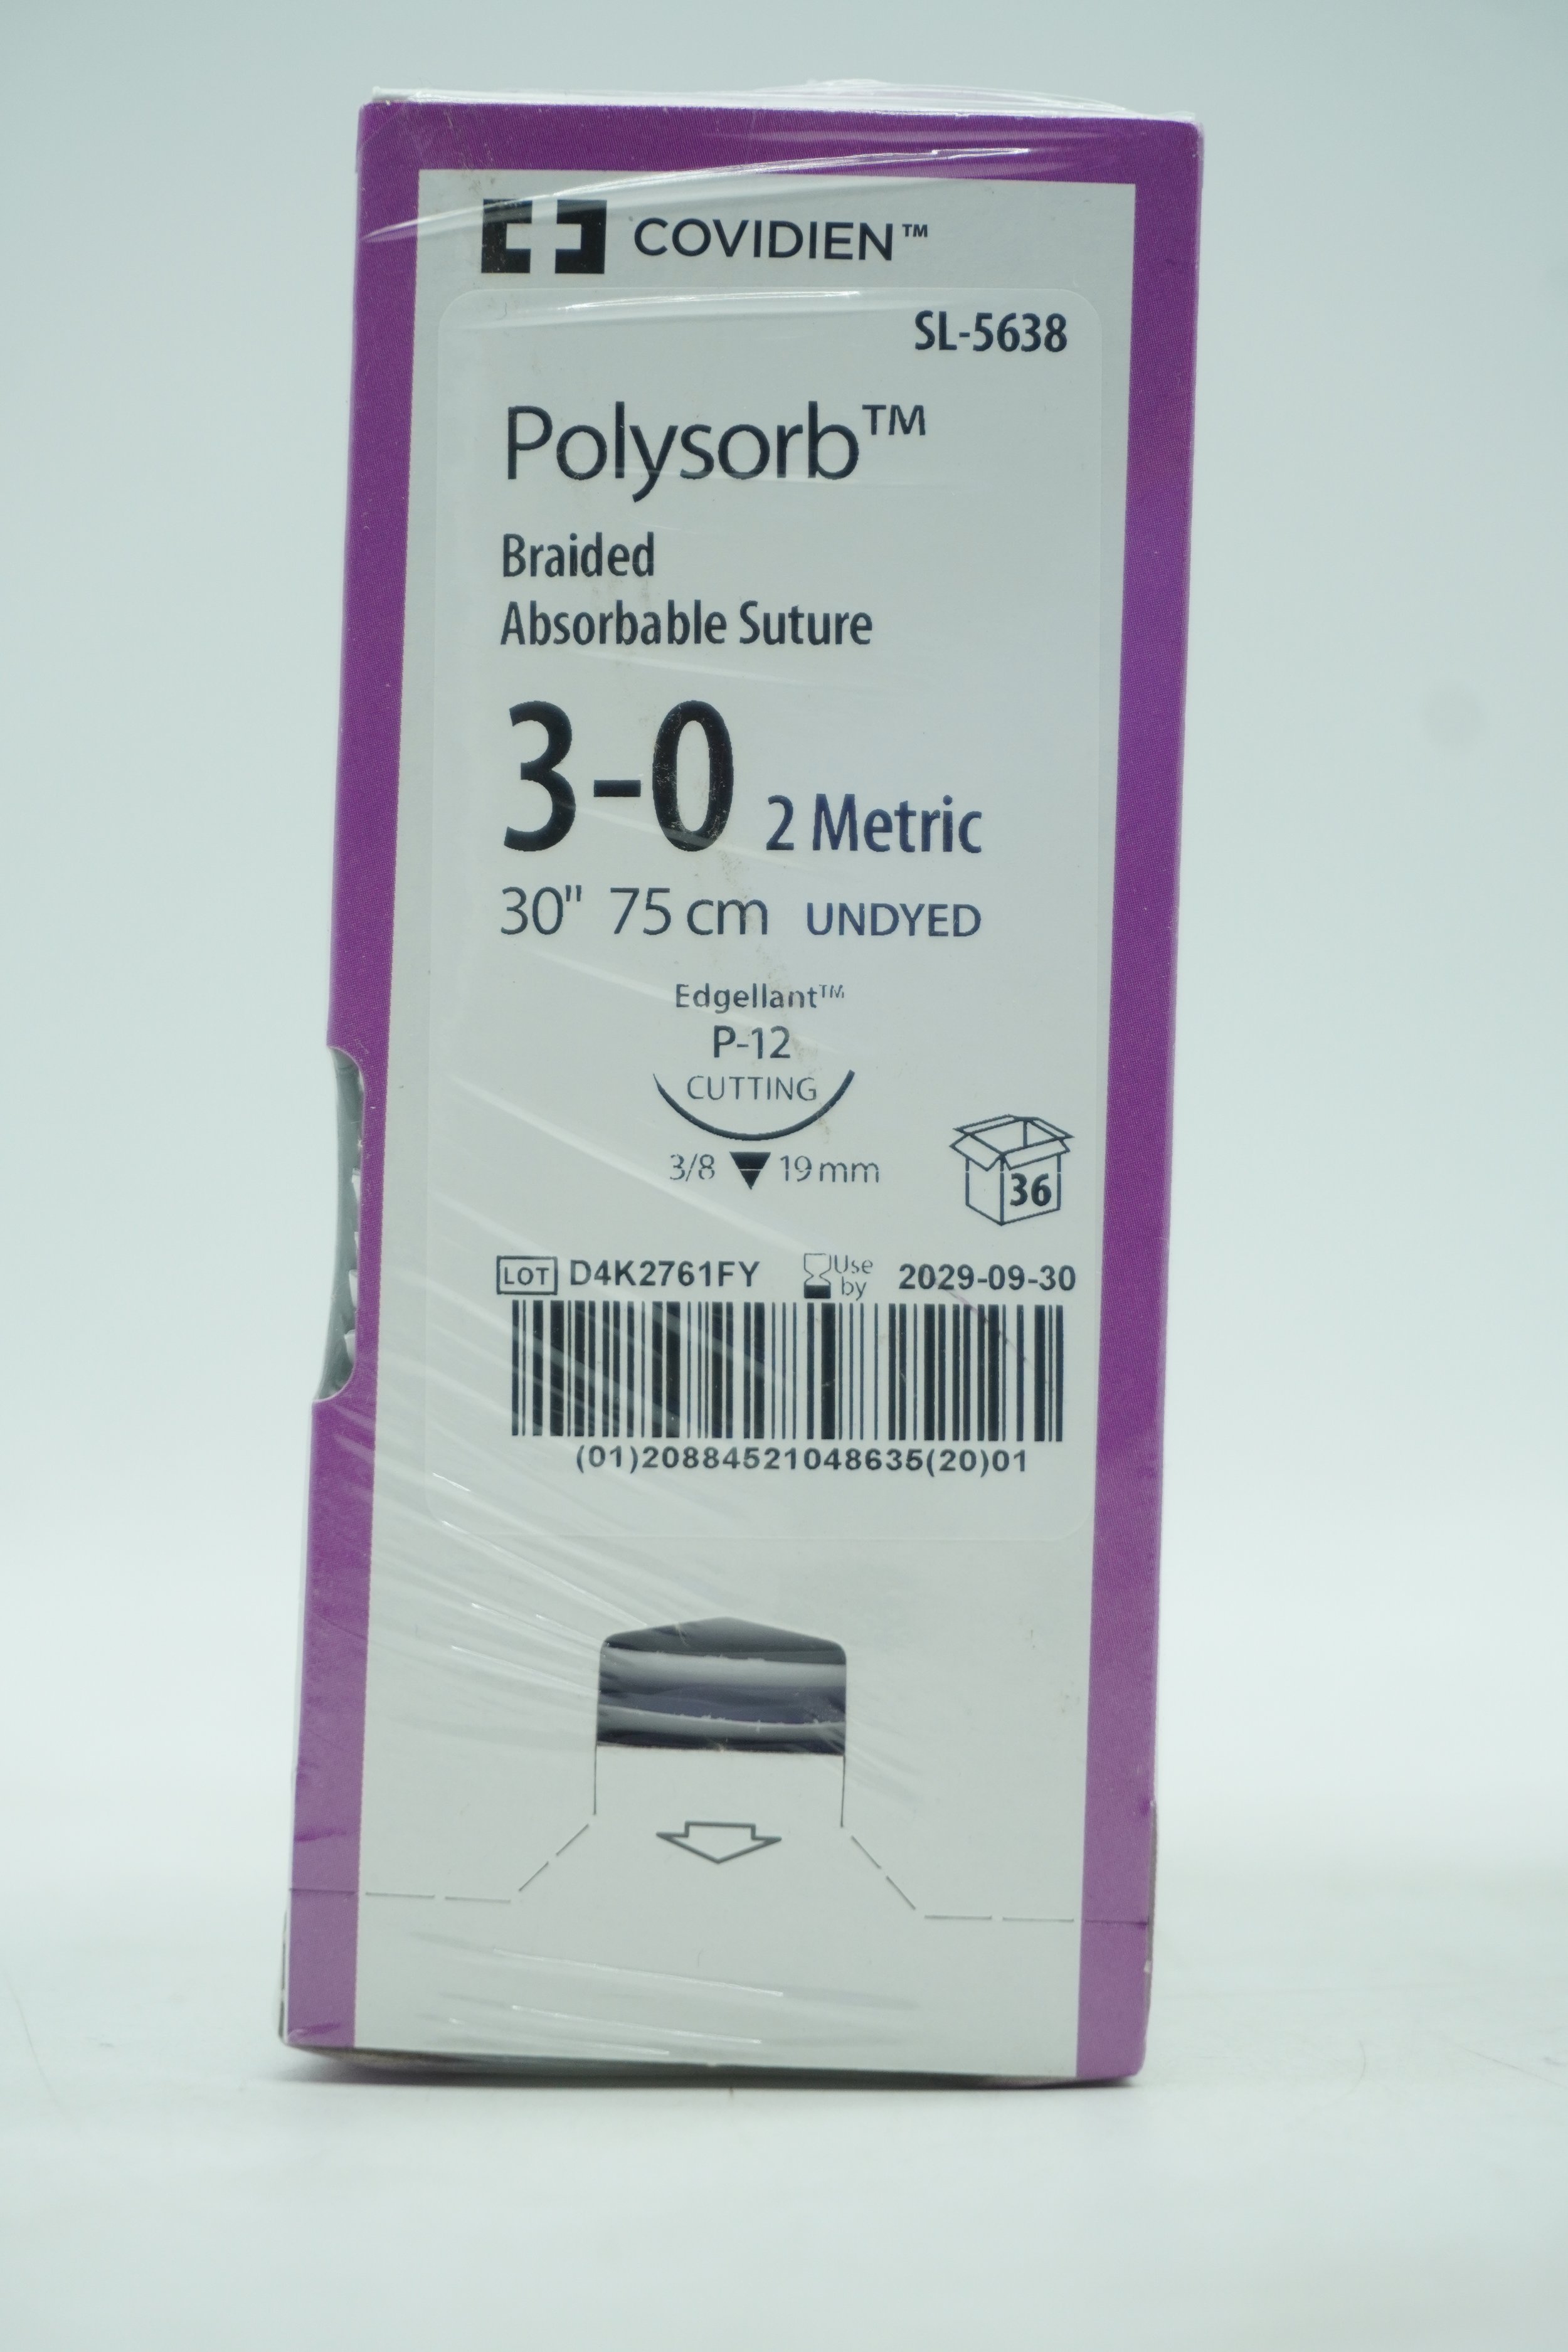 COVIDIEN™
SL-5638
Polysorb™
Braided
Absorbable Suture
3-0 2 Metric
30" 75 cm UNDYED
Edgellant™
P-12
CUTTING
3/8 19 mm
36
LOT D4K2761FY Use by 2029-09-30
(01)20884521048635(20)01